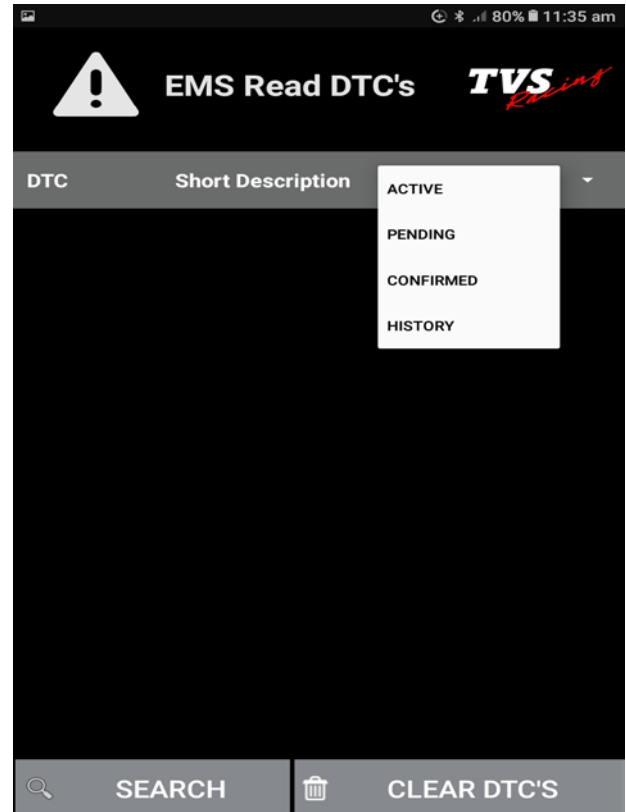 80% 11:35 am
EMS Read DTC's
TVS
Racing
DTC Short Description
ACTIVE
PENDING
CONFIRMED
HISTORY
SEARCH CLEAR DTC'S